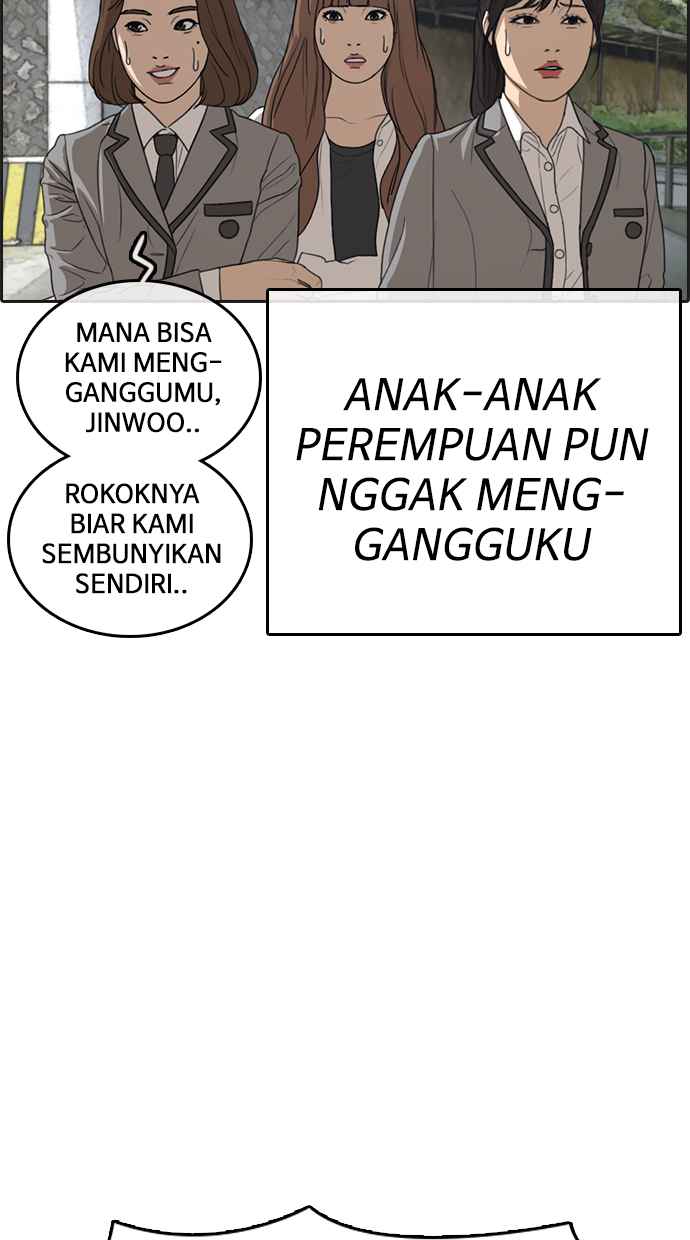 MANA BISA
KAMI MENG-
GANGGUMU,
JINWOO..
ROKOKNYA
BIAR KAMI
SEMBUNYIKAN
SENDIRI..
ANAK-ANAK
PEREMPUAN PUN
NGGAK MENG-
GANGGUKU